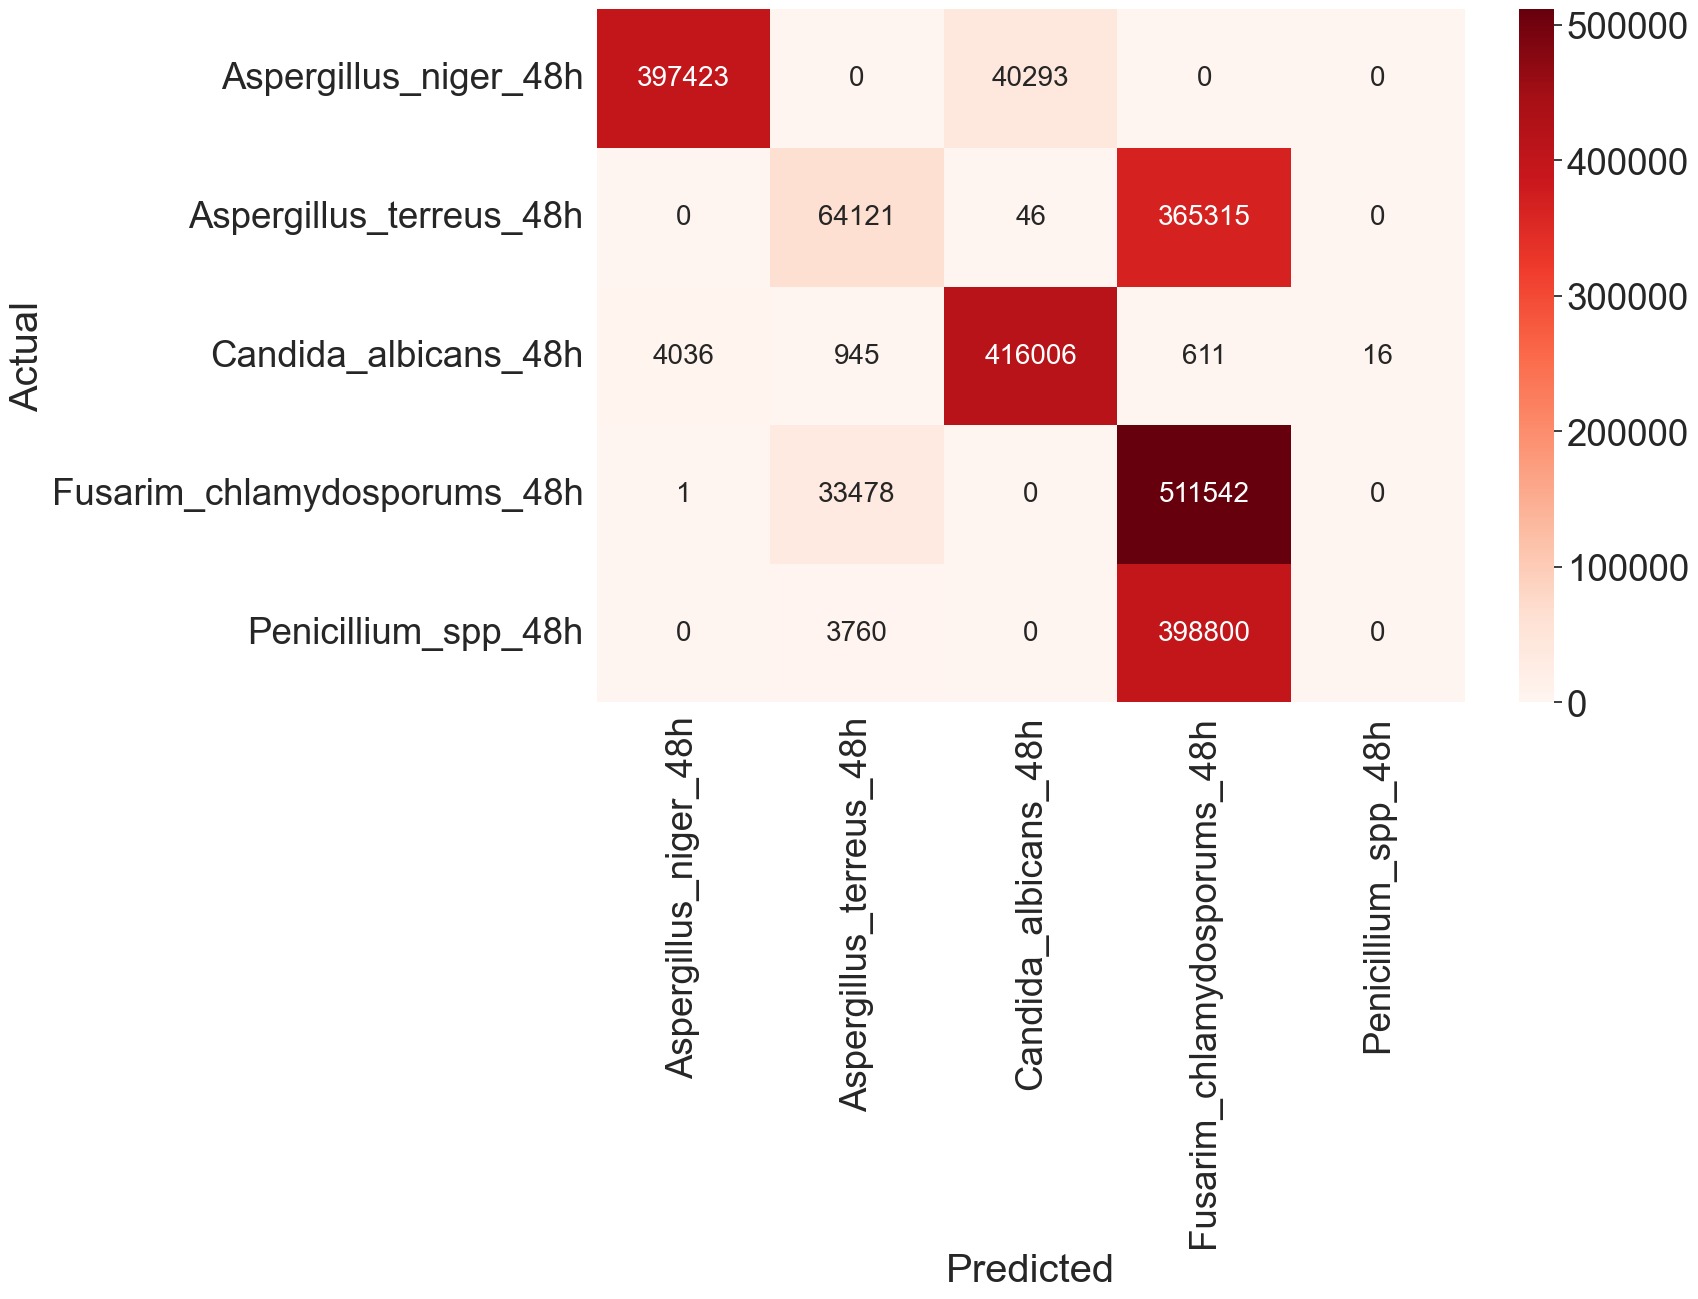 Actual
Aspergillus_niger_48h 397423 0 40293 0 0
Aspergillus_terreus_48h 0 64121 46 365315 0
Candida_albicans_48h 4036 945 416006 611 16
Fusarim_chlamydosporums_48h 1 33478 0 511542 0
Penicillium_spp_48h 0 3760 0 398800 0
Aspergillus_niger_48h
Aspergillus_terreus_48h
Candida_albicans_48h
Fusarim_chlamydosporums_48h
Penicillium_spp_48h
Predicted
500000
400000
300000
200000
100000
0